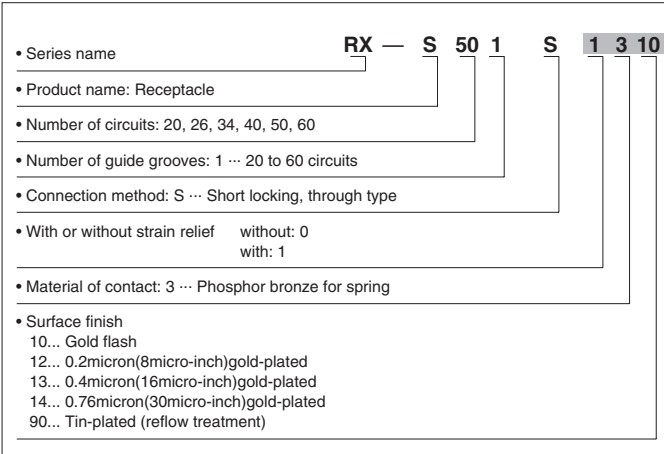 RX — S 50 1 S 1 3 10
• Series name
• Product name: Receptacle
• Number of circuits: 20, 26, 34, 40, 50, 60
• Number of guide grooves: 1 ··· 20 to 60 circuits
• Connection method: S ··· Short locking, through type
• With or without strain relief without: 0
with: 1
• Material of contact: 3 ··· Phosphor bronze for spring
• Surface finish
10... Gold flash
12... 0.2micron(8micro-inch)gold-plated
13... 0.4micron(16micro-inch)gold-plated
14... 0.76micron(30micro-inch)gold-plated
90... Tin-plated (reflow treatment)